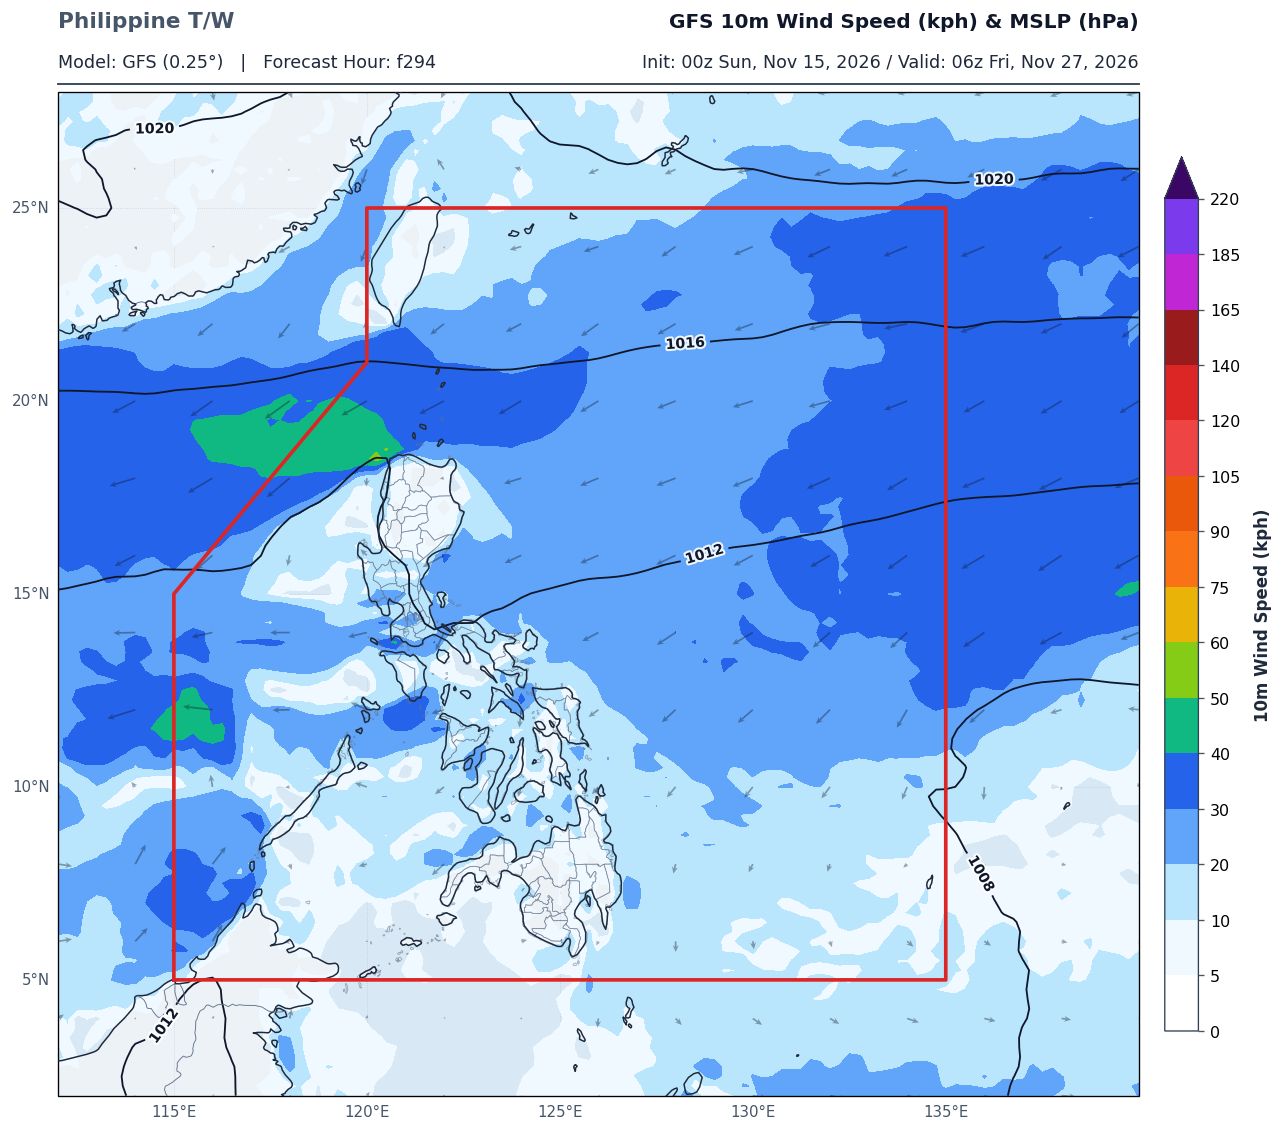 Philippine T/W
GFS 10m Wind Speed (kph) & MSLP (hPa)
Model: GFS (0.25°)   |   Forecast Hour: f294
Init: 00z Sun, Nov 15, 2026 / Valid: 06z Fri, Nov 27, 2026
1020
1020
1016
1012
1008
1012
25°N
20°N
15°N
10°N
5°N
115°E
120°E
125°E
130°E
135°E
220
185
165
140
120
105
90
75
60
50
40
30
20
10
5
0
10m Wind Speed (kph)